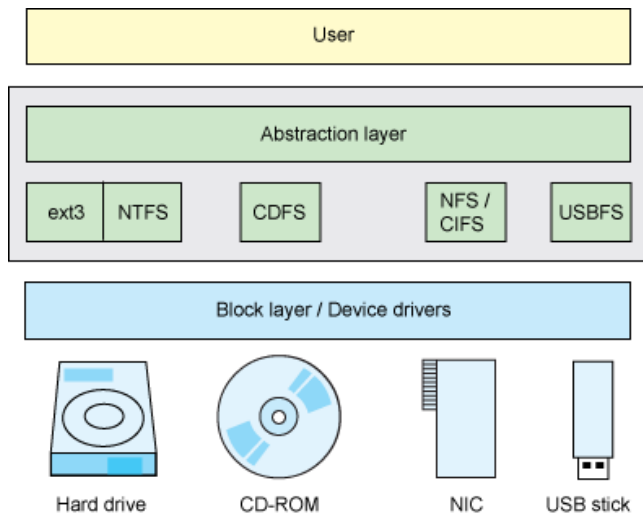 User
Abstraction layer
ext3
NTFS
CDFS
NFS /
CIFS
USBFS
Block layer / Device drivers
Hard drive
CD-ROM
NIC
USB stick